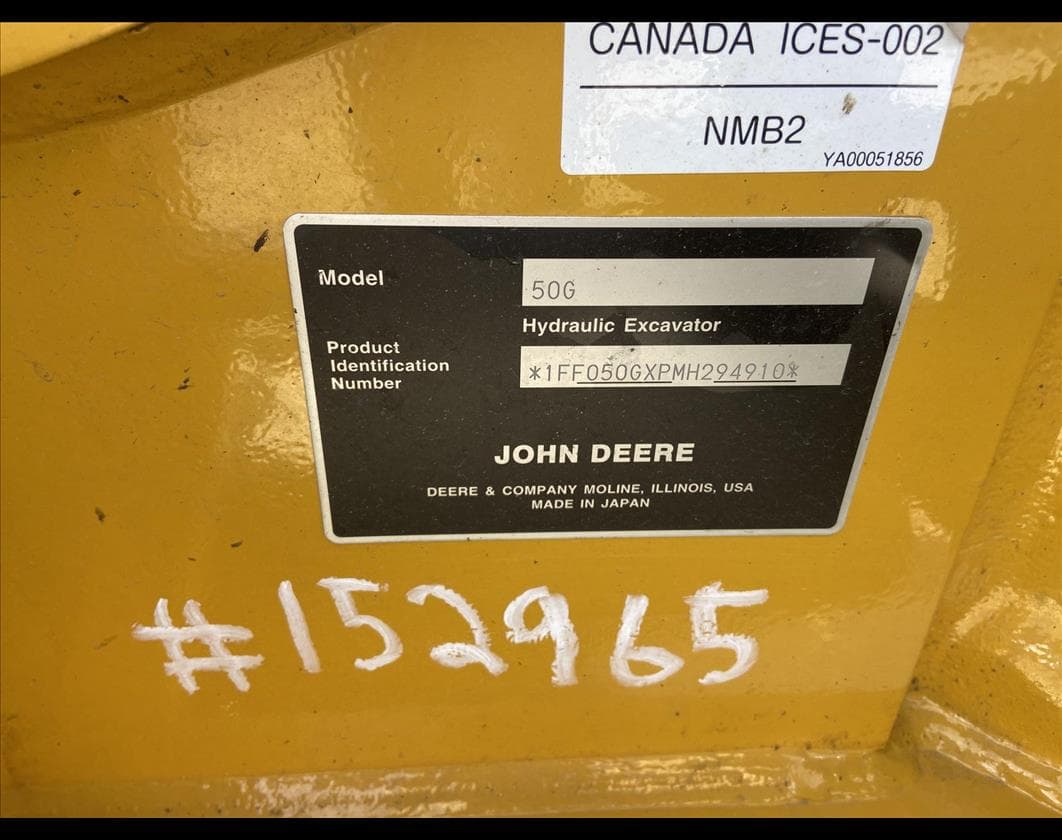 CANADA ICES-002
NMB2
YA00051856
Model
50G
Hydraulic Excavator
Product
Identification
Number
*1FF050GXPMH294910*
JOHN DEERE
DEERE & COMPANY MOLINE, ILLINOIS, USA
MADE IN JAPAN
#152965